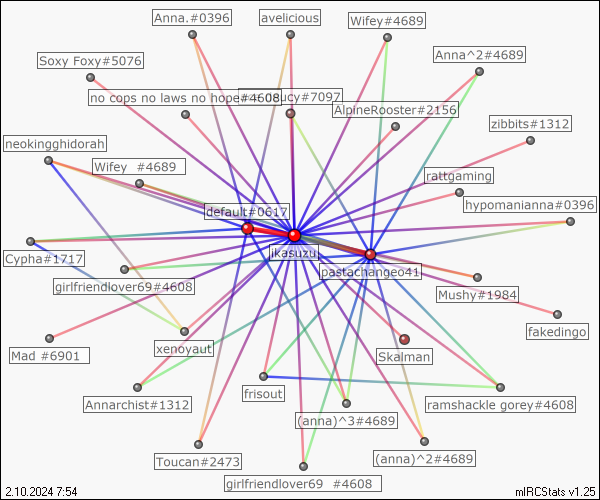 Anna.#0396
avelicious
Wifey#4689
Anna^2#4689
Soxy Foxy#5076
no cops no laws no hope#4608
ucy#7097
AlpineRooster#2156
zibbits#1312
neokingghidorah
Wifey  #4689
rattgaming
hypomanianna#0396
default#0617
ikasuzu
pastachangeo41
Cypha#1717
girlfriendlover69#4608
Mushy#1984
fakedingo
Mad #6901
xenoyaut
Skalman
Annarchist#1312
frisout
(anna)^3#4689
ramshackle gorey#4608
Toucan#2473
(anna)^2#4689
girlfriendlover69  #4608
2.10.2024 7:54
mIRCStats v1.25